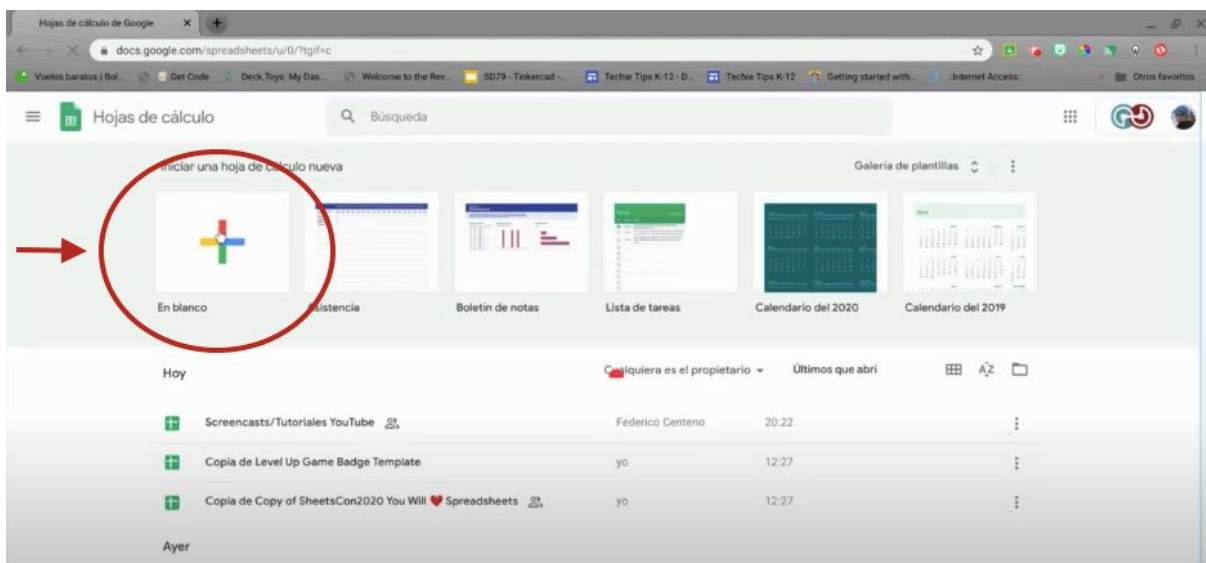 Hojas de cálculo de Google
docs.google.com/spreadsheets/u/0/?tgif=c
Vuelos baratos | Bol... Get Code Deck.Toys: My Das... Welcome to the Rev... SD79 - Tinkercad -... Techie Tips K-12 - D... Techie Tips K-12 Getting started with... ::Internet Access:: Otros favoritos
Hojas de cálculo Búsqueda
Iniciar una hoja de cálculo nueva Galería de plantillas
En blanco Asistencia Boletín de notas Lista de tareas Calendario del 2020 Calendario del 2019
Hoy Cualquiera es el propietario Últimos que abrí
Screencasts/Tutoriales YouTube Federico Centeno 20:22
Copia de Level Up Game Badge Template yo 12:27
Copia de Copy of SheetsCon2020 You Will ❤ Spreadsheets yo 12:27
Ayer